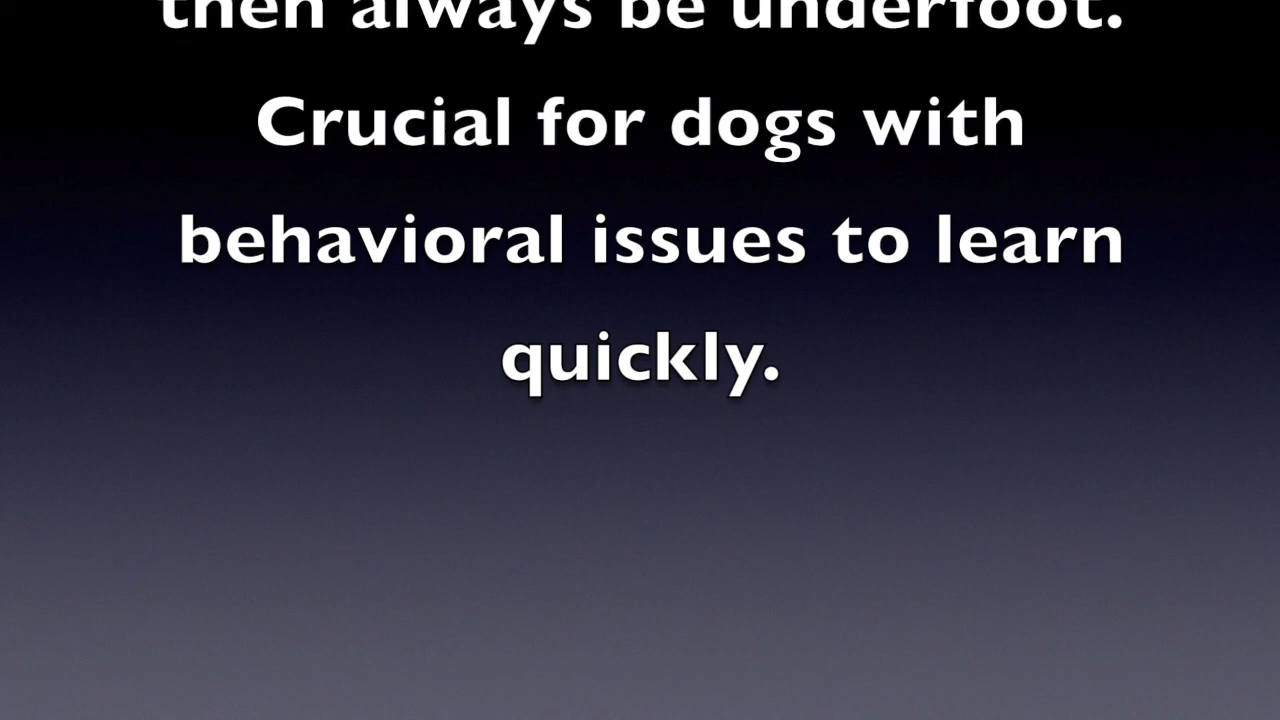 then always be underfoot.
Crucial for dogs with
behavioral issues to learn
quickly.